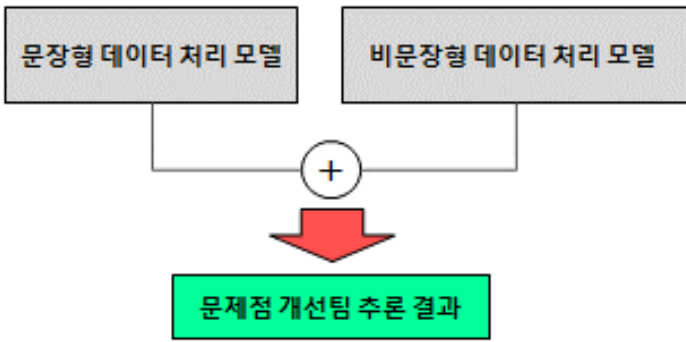 문장형 데이터 처리 모델
비문장형 데이터 처리 모델
+
문제점 개선팀 추론 결과